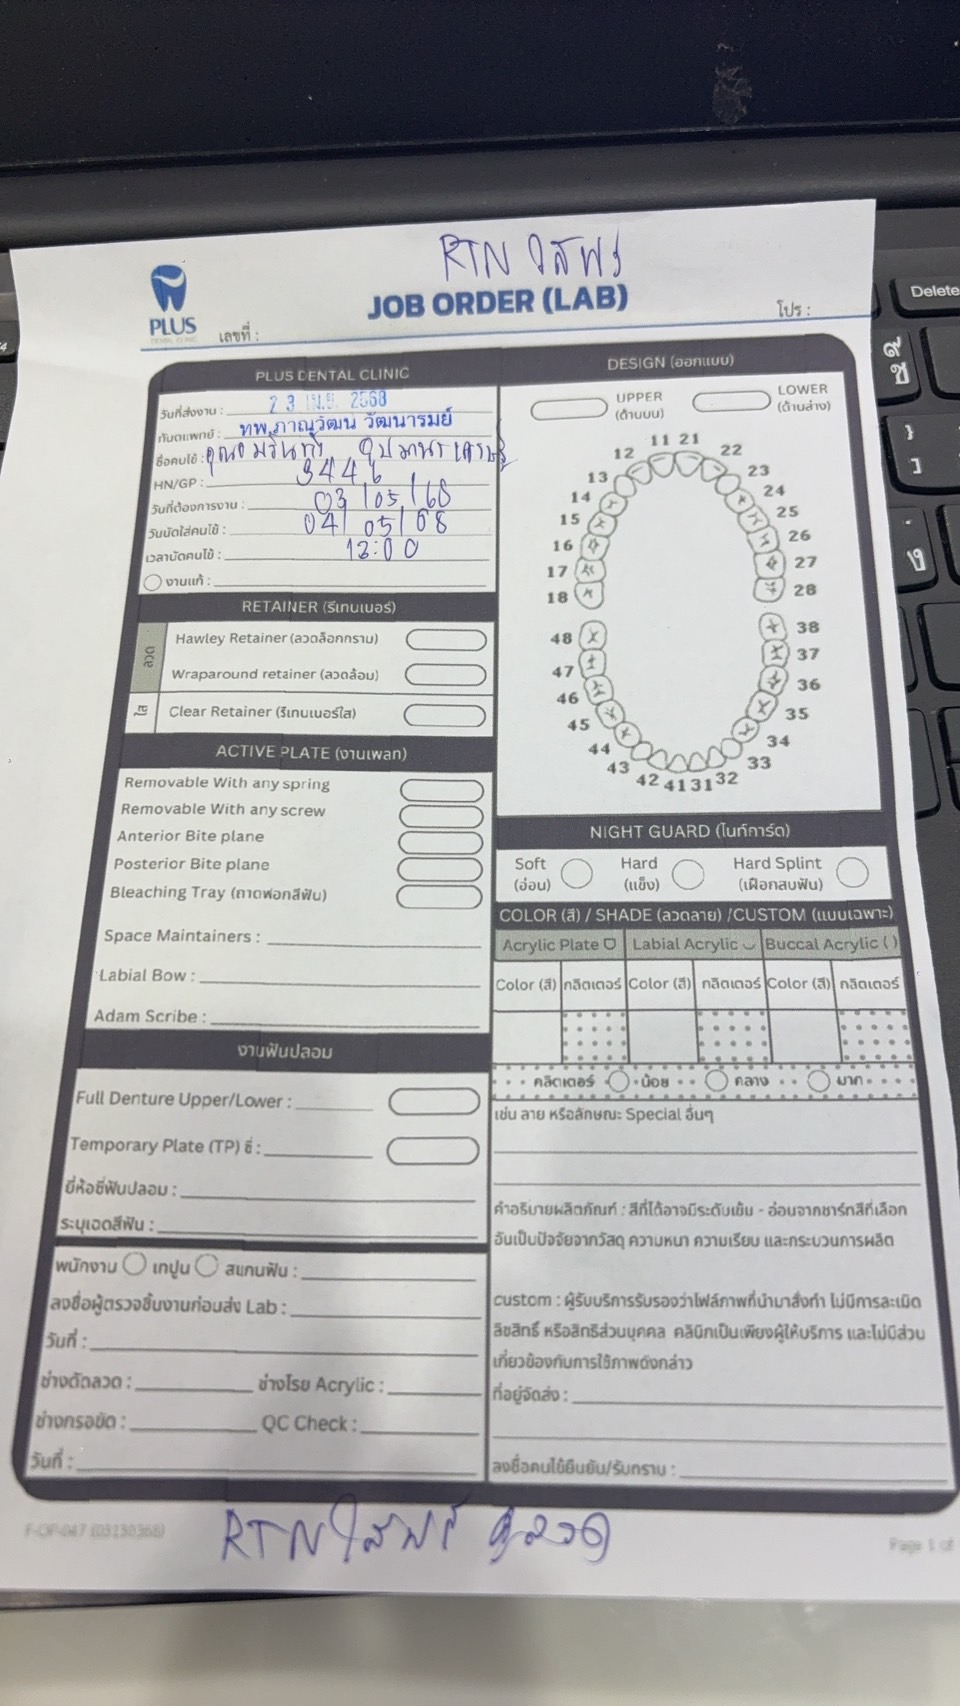 RTN ใสฟรี
PLUS
DENTAL CLINIC
JOB ORDER (LAB)
เลขที่ :
โปร :
PLUS DENTAL CLINIC
วันที่ส่งงาน : 23 เม.ย. 2568
ทันตแพทย์ : ทพ.ภาณุวัฒน วัฒนารมย์
ชื่อคนไข้ : คุณ
HN/GP : 3446
วันที่ต้องการงาน : 03/05/68
วันนัดใส่คนไข้ : 04/05/68
เวลานัดคนไข้ : 13:00
งานแก้ :
RETAINER (รีเทนเนอร์)
ลวด
Hawley Retainer (ลวดล็อกกราม)
Wraparound retainer (ลวดล้อม)
ใส
Clear Retainer (รีเทนเนอร์ใส)
ACTIVE PLATE (งานเพลท)
Removable With any spring
Removable With any screw
Anterior Bite plane
Posterior Bite plane
Bleaching Tray (ถาดฟอกสีฟัน)
Space Maintainers :
Labial Bow :
Adam Scribe :
งานฟันปลอม
Full Denture Upper/Lower :
Temporary Plate (TP) ซี่ :
ยี่ห้อซี่ฟันปลอม :
ระบุเฉดสีฟัน :
พนักงาน เทปูน สแกนฟัน :
ลงชื่อผู้ตรวจชิ้นงานก่อนส่ง Lab :
วันที่ :
ช่างดัดลวด : ช่างโรย Acrylic :
ช่างกรอขัด : QC Check :
วันที่ :
DESIGN (ออกแบบ)
UPPER
(ด้านบน)
LOWER
(ด้านล่าง)
11 21
12 22
13 23
14 24
15 25
16 26
17 27
18 28
48 38
47 37
46 36
45 35
44 34
43 33
42 41 31 32
NIGHT GUARD (ไนท์การ์ด)
Soft
(อ่อน)
Hard
(แข็ง)
Hard Splint
(เฝือกสบฟัน)
COLOR (สี) / SHADE (ลวดลาย) /CUSTOM (แบบเฉพาะ)
Acrylic Plate Labial Acrylic Buccal Acrylic ( )
Color (สี) กลิตเตอร์ Color (สี) กลิตเตอร์ Color (สี) กลิตเตอร์
กลิตเตอร์ น้อย กลาง มาก
เช่น ลาย หรือลักษณะ Special อื่นๆ
คำอธิบายผลิตภัณฑ์ : สีที่ได้อาจมีระดับเข้ม - อ่อนจากชาร์ทสีที่เลือก
อันเป็นปัจจัยจากวัสดุ ความหนา ความเรียบ และกระบวนการผลิต
custom : ผู้รับบริการรับรองว่าไฟล์ภาพที่นำมาสั่งทำ ไม่มีการละเมิด
ลิขสิทธิ์ หรือสิทธิส่วนบุคคล คลินิกเป็นเพียงผู้ให้บริการ และไม่มีส่วน
เกี่ยวข้องกับการใช้ภาพดังกล่าว
ที่อยู่จัดส่ง :
ลงชื่อคนไข้ยืนยัน/รับทราบ :
RTN ใสฟรี
F-OP-047 (03130368)
Page 1 of
Delete